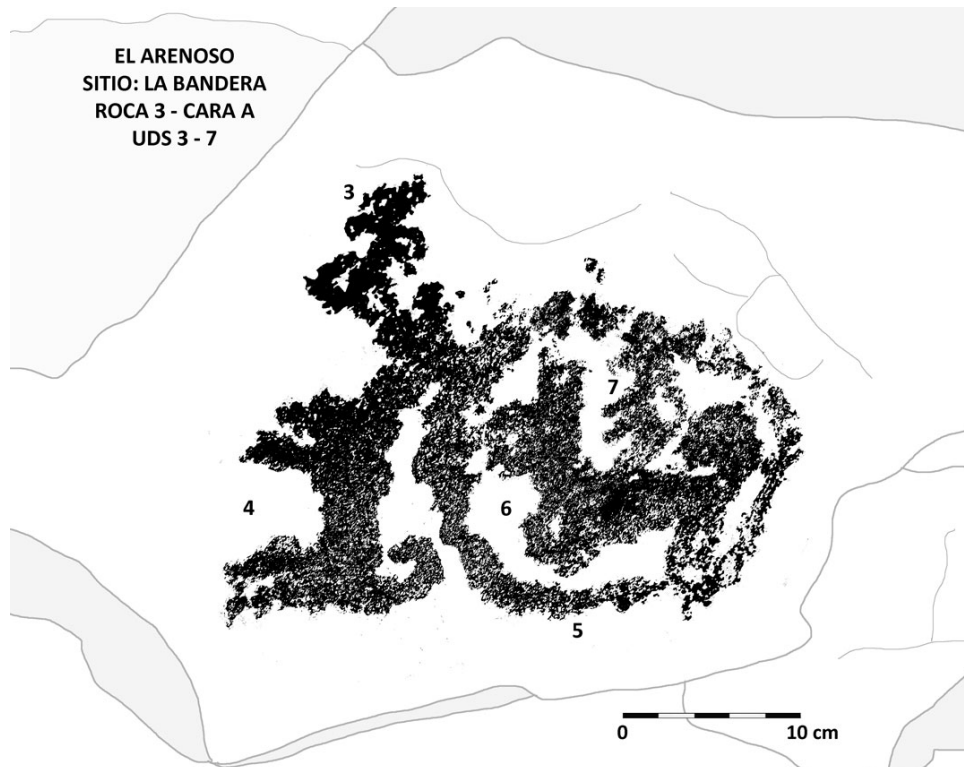 EL ARENOSO
SITIO: LA BANDERA
ROCA 3 - CARA A
UDS 3 - 7
3
7
4
6
5
0 10 cm